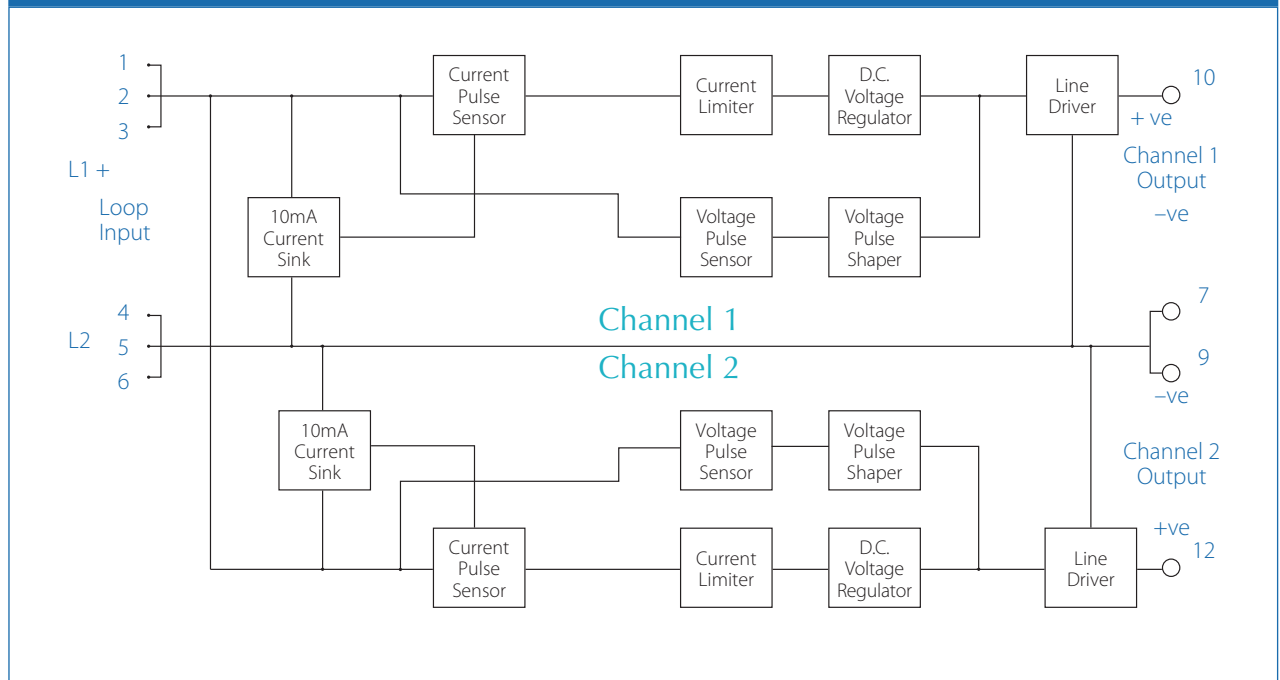 1
2
3
L1 +
Loop
Input
Current
Pulse
Sensor
Current
Limiter
D.C.
Voltage
Regulator
Line
Driver
10
+ ve
Channel 1
Output
–ve
10mA
Current
Sink
Voltage
Pulse
Sensor
Voltage
Pulse
Shaper
4
L2
5
6
Channel 1
Channel 2
7
9
–ve
10mA
Current
Sink
Voltage
Pulse
Sensor
Voltage
Pulse
Shaper
Channel 2
Output
Current
Pulse
Sensor
Current
Limiter
D.C.
Voltage
Regulator
Line
Driver
+ve
12